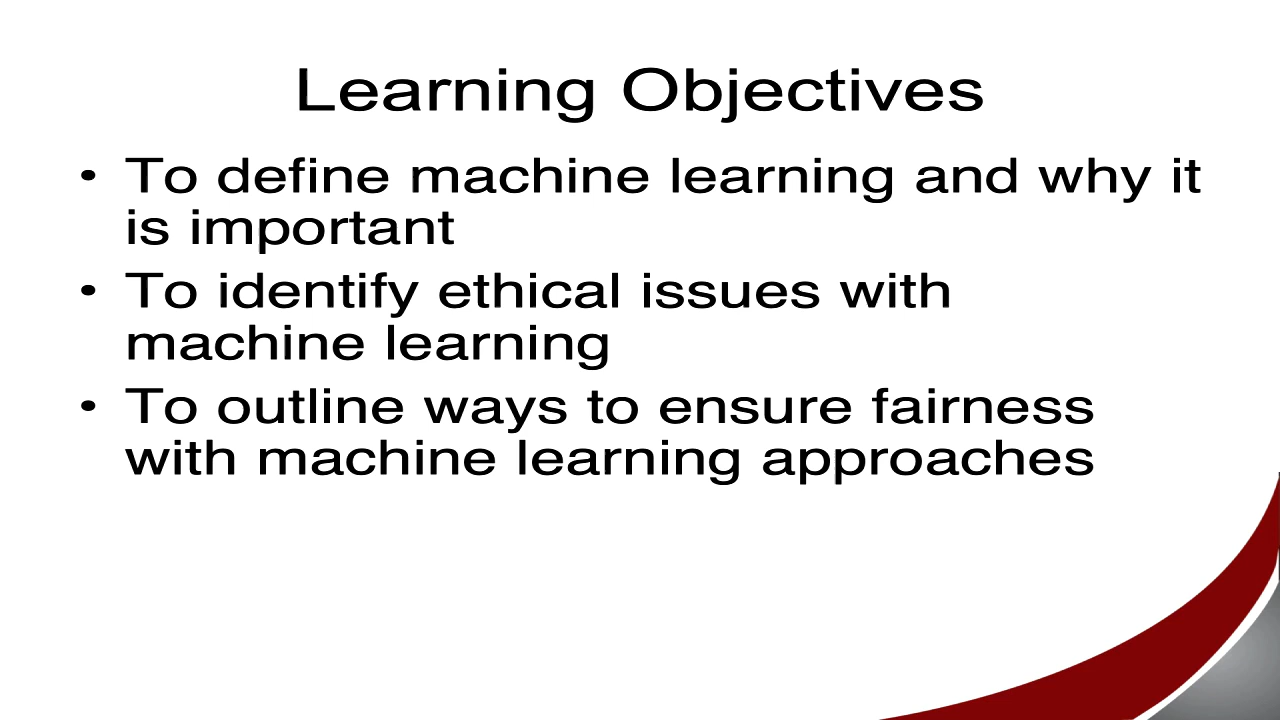 Learning Objectives
• To define machine learning and why it
is important
• To identify ethical issues with
machine learning
• To outline ways to ensure fairness
with machine learning approaches